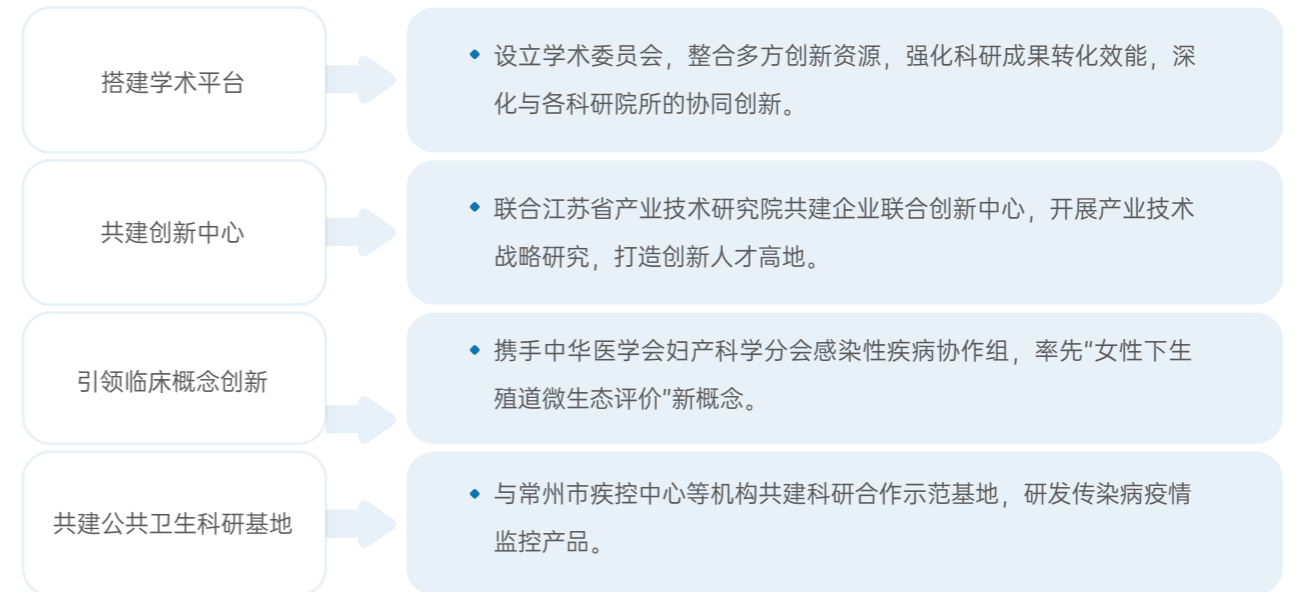 搭建学术平台
设立学术委员会，整合多方创新资源，强化科研成果转化效能，深
化与各科研院所的协同创新。
共建创新中心
联合江苏省产业技术研究院共建企业联合创新中心，开展产业技术
战略研究，打造创新人才高地。
引领临床概念创新
携手中华医学会妇产科学分会感染性疾病协作组，率先"女性下生
殖道微生态评价"新概念。
共建公共卫生科研基地
与常州市疾控中心等机构共建科研合作示范基地，研发传染病疫情
监控产品。